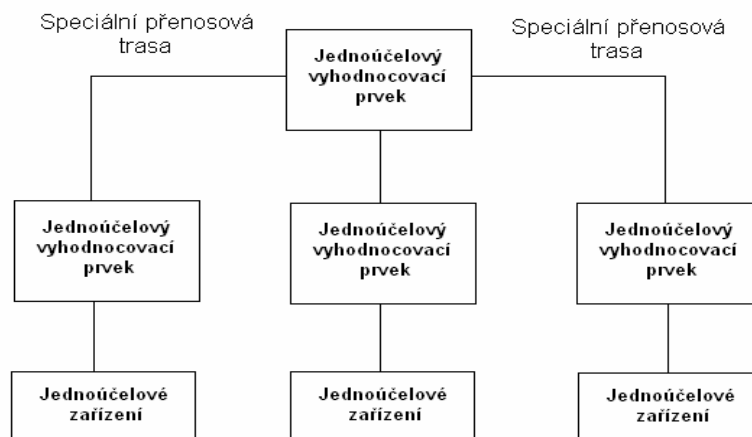 Speciální přenosová
trasa
Speciální přenosová
trasa
Jednoúčelový
vyhodnocovací
prvek
Jednoúčelový
vyhodnocovací
prvek
Jednoúčelový
vyhodnocovací
prvek
Jednoúčelový
vyhodnocovací
prvek
Jednoúčelové
zařízení
Jednoúčelové
zařízení
Jednoúčelové
zařízení